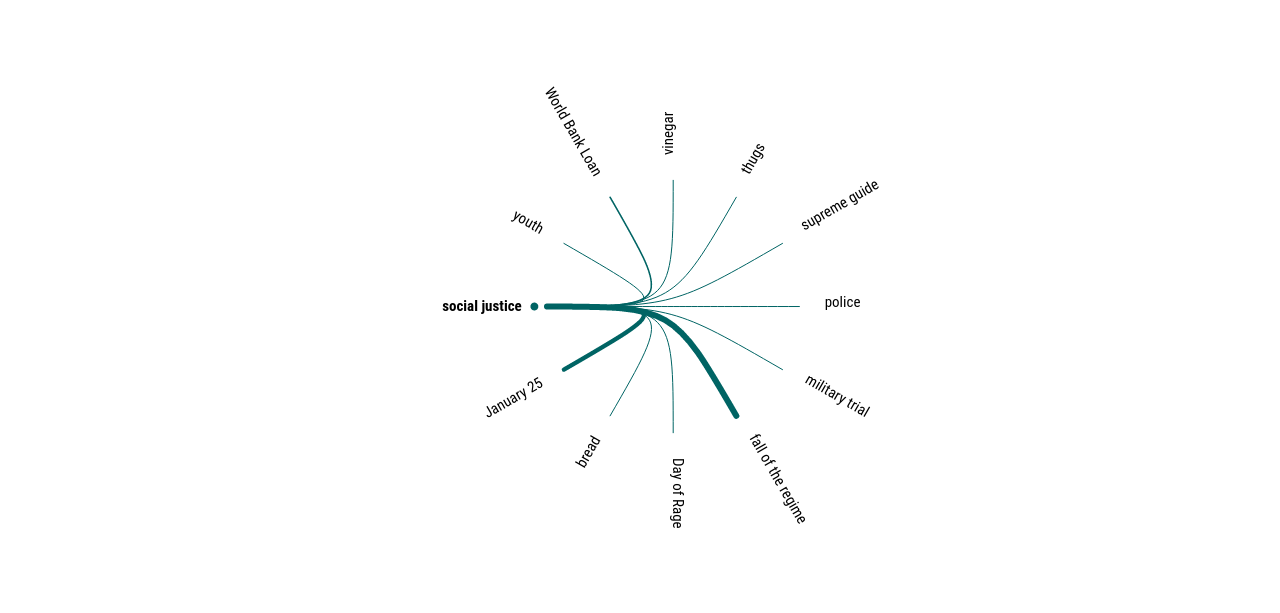 World Bank Loan
vinegar
thugs
supreme guide
youth
social justice
police
January 25
military trial
bread
Day of Rage
fall of the regime